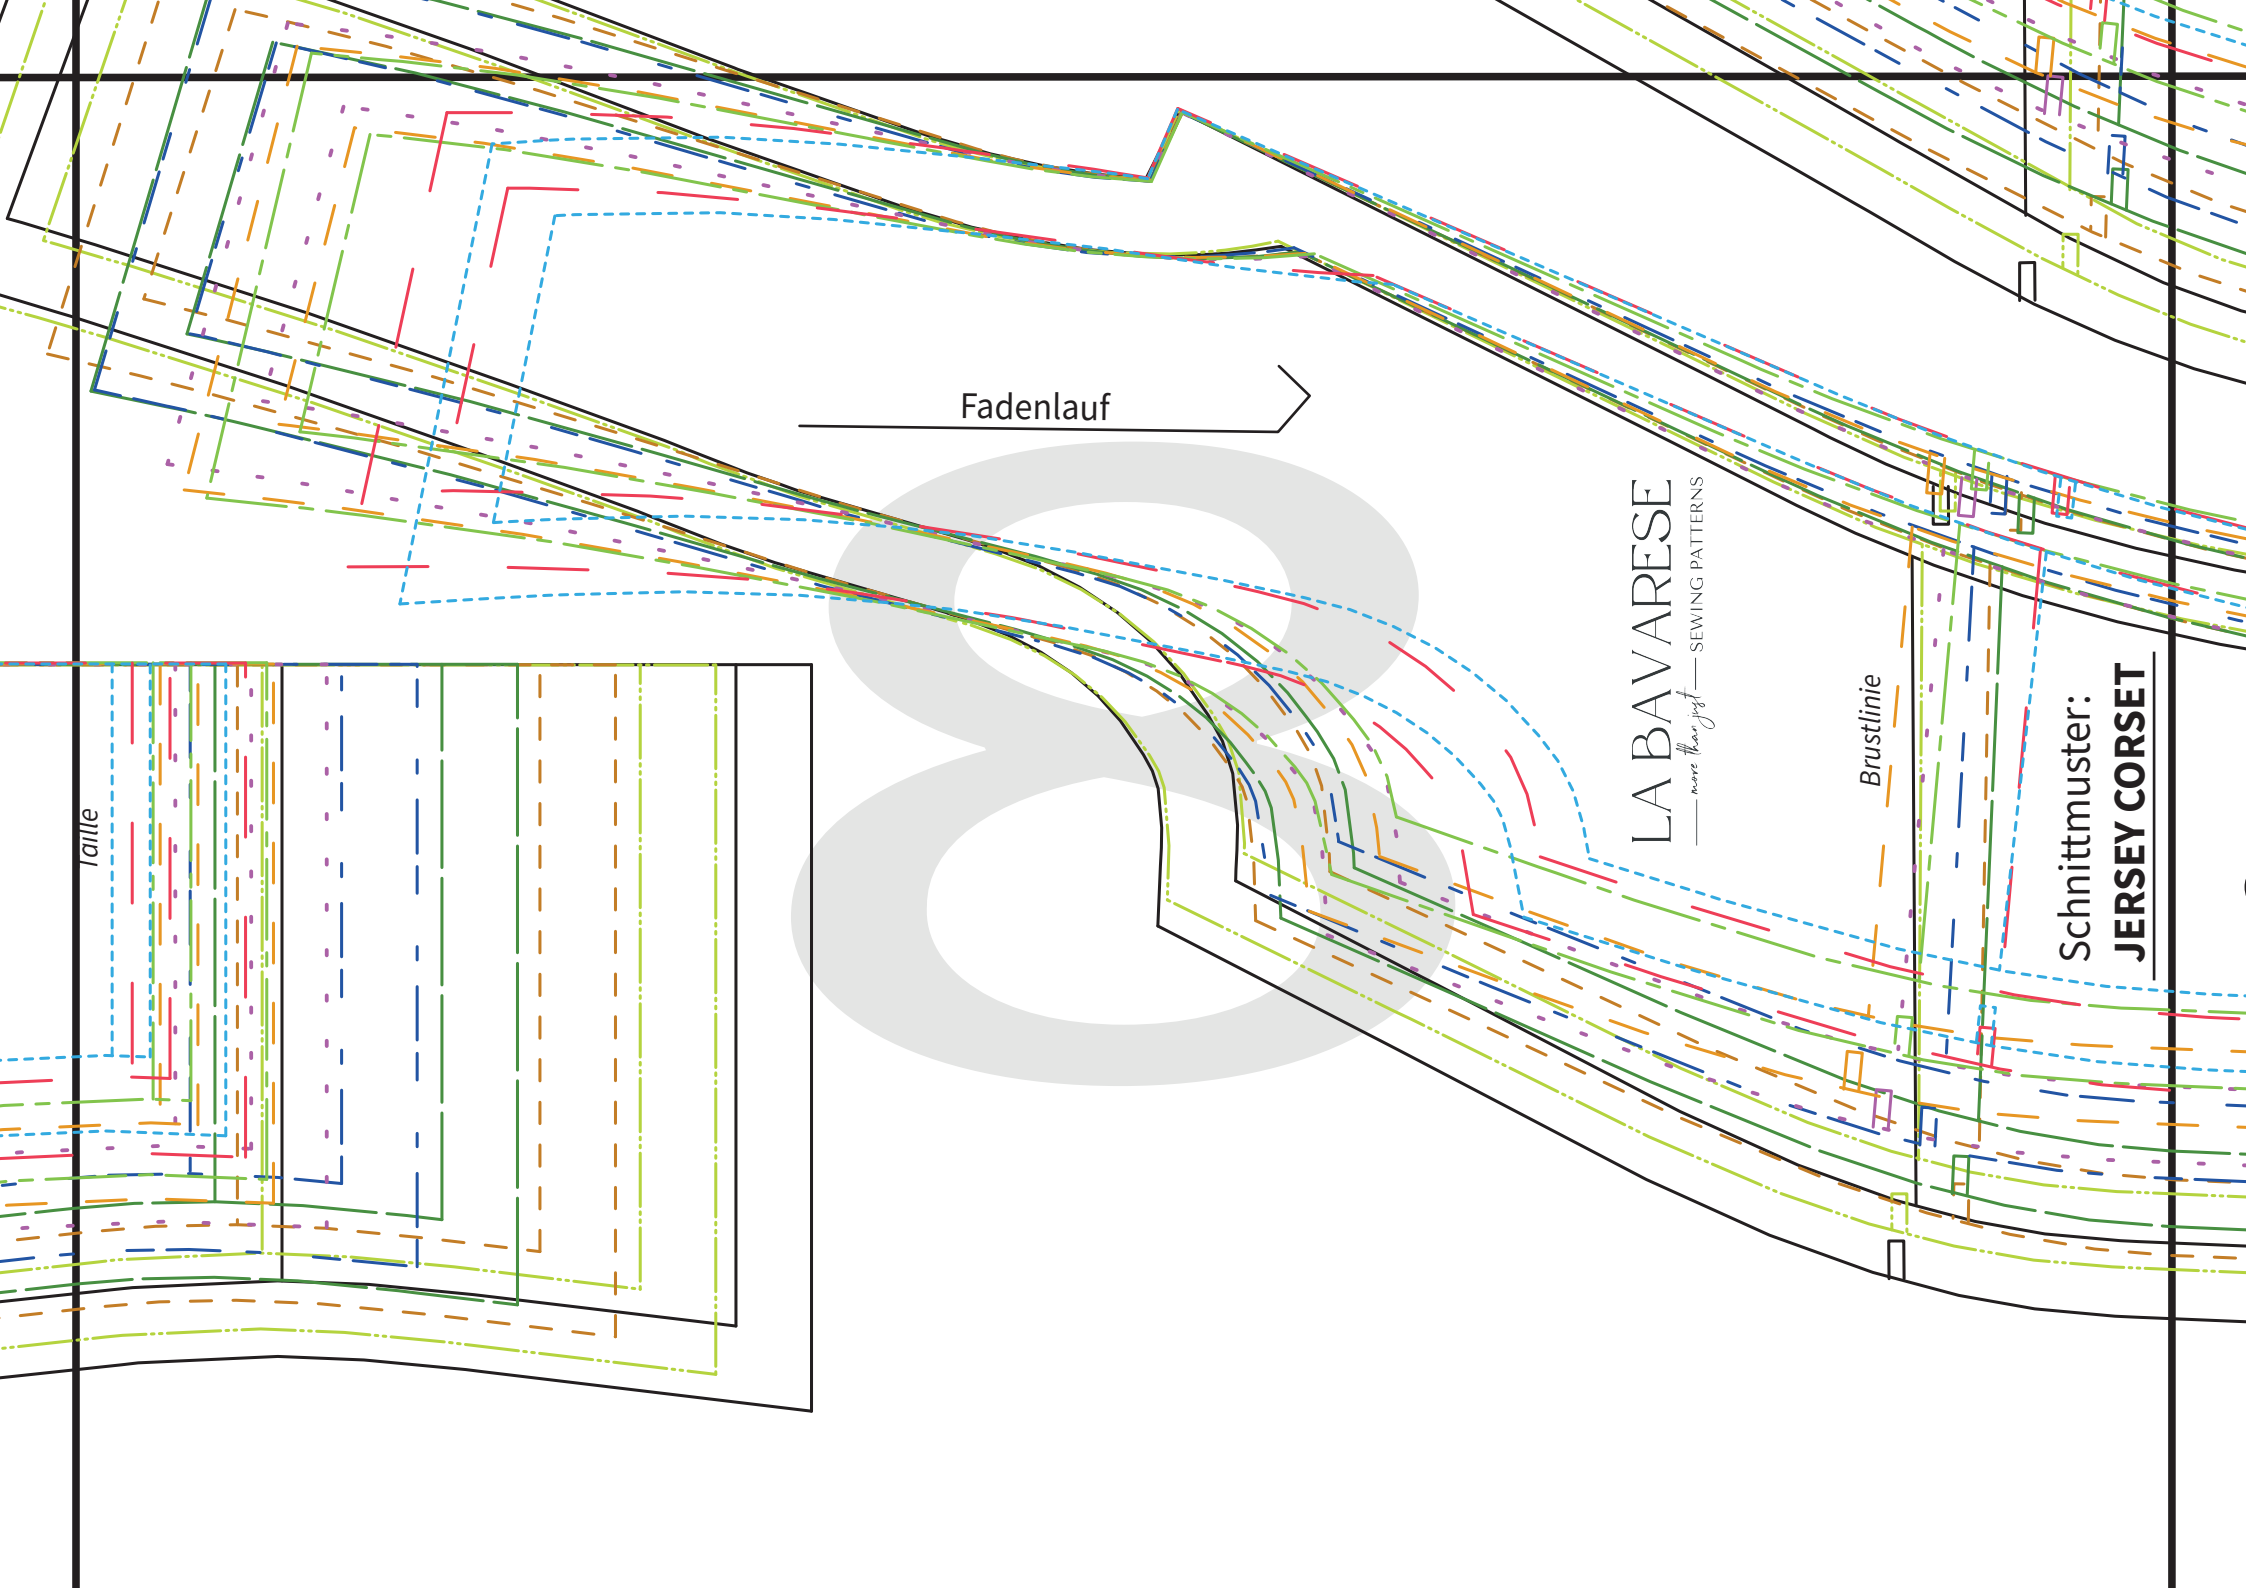 Fadenlauf
8
LA BAVARESE
more than just SEWING PATTERNS
Brustlinie
Schnittmuster:
JERSEY CORSET
Taille